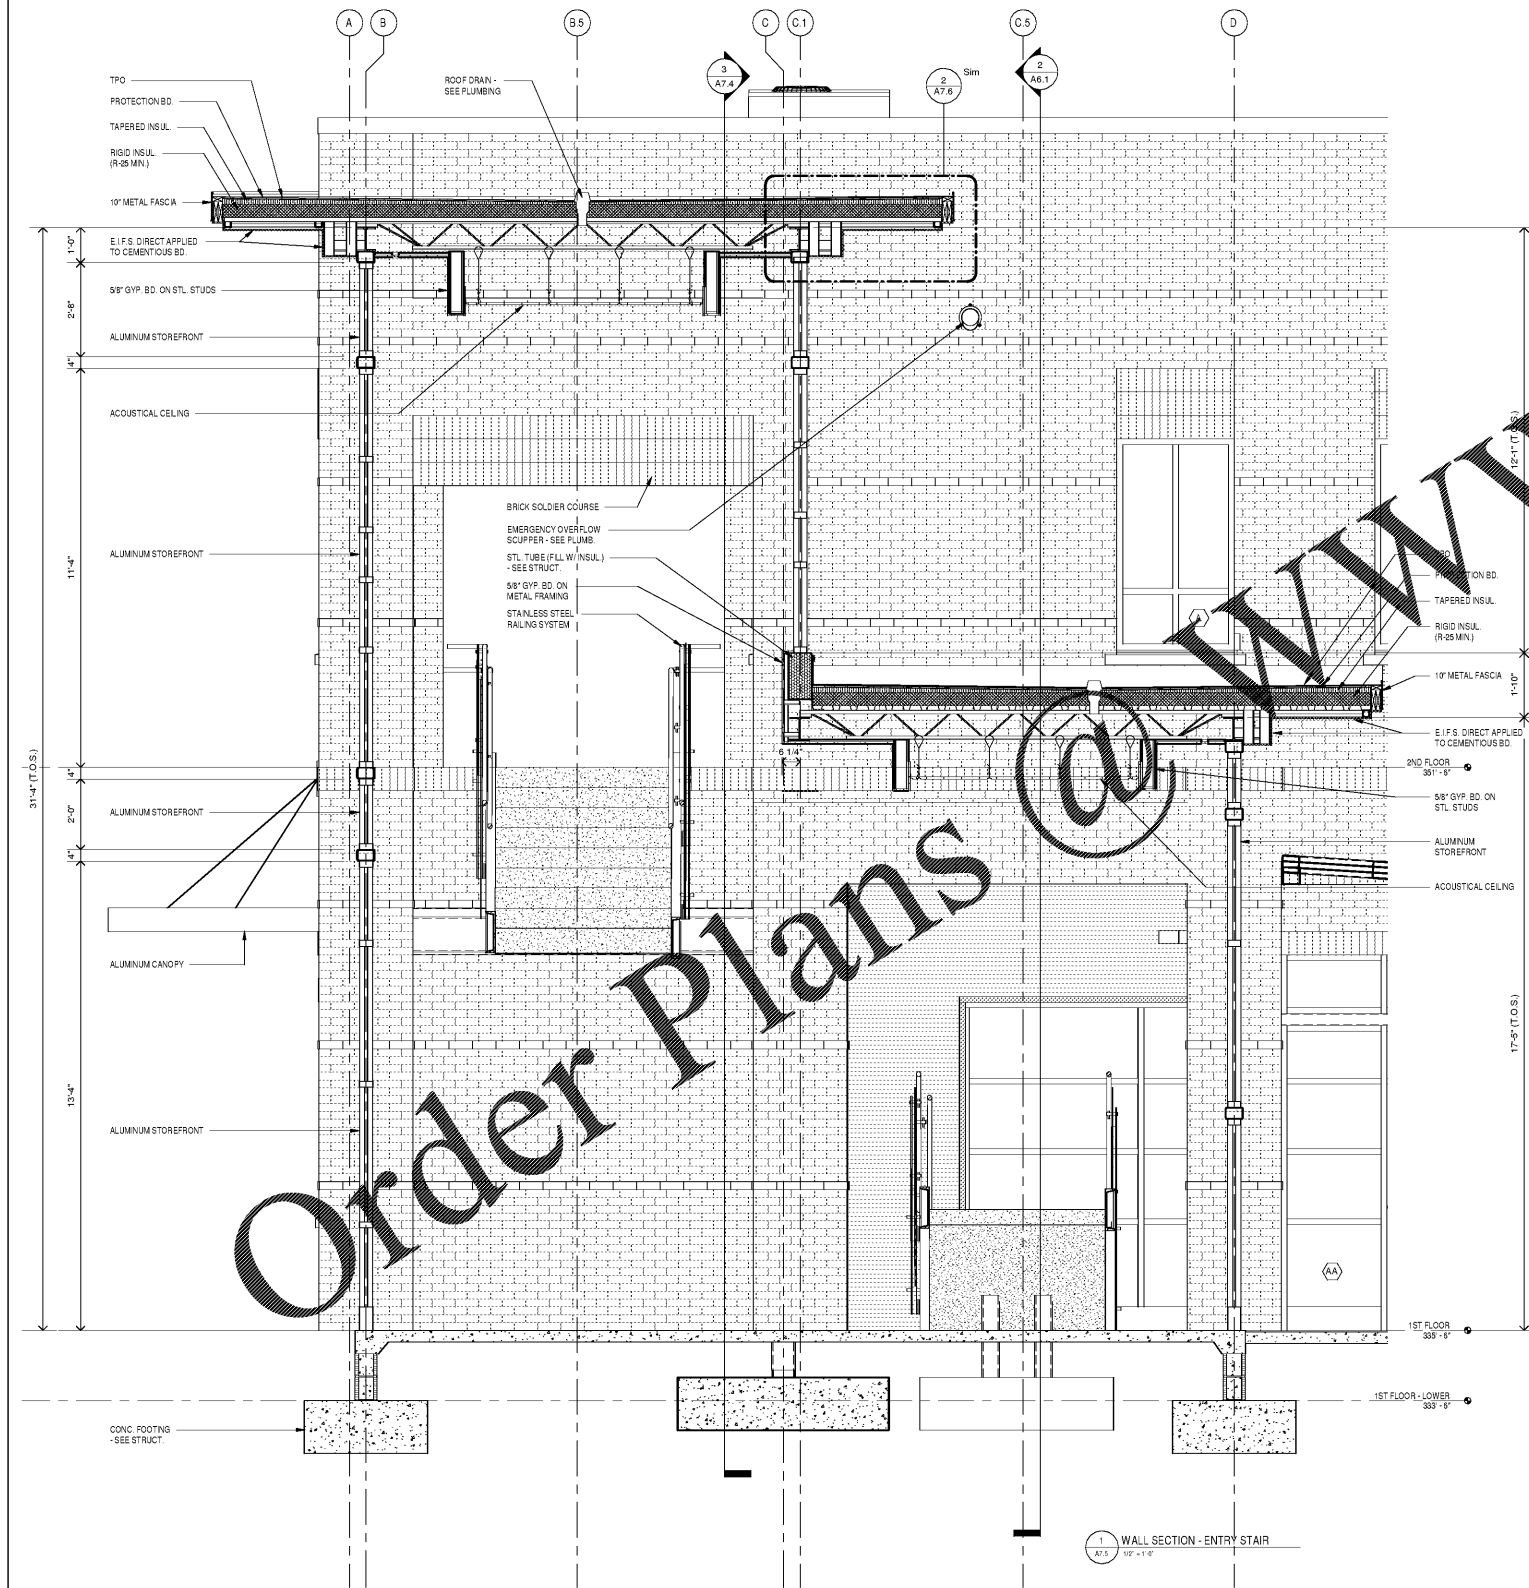 A
B
B.5
C
C.1
C.5
D
3
A7.4
2
A7.6
Sim
2
A6.1
TPO
PROTECTION BD.
TAPERED INSUL.
RIGID INSUL.
(R-25 MIN.)
10" METAL FASCIA
E.I.F.S. DIRECT APPLIED
TO CEMENTIOUS BD.
5/8" GYP. BD. ON STL. STUDS
ALUMINUM STOREFRONT
ACOUSTICAL CEILING
ALUMINUM STOREFRONT
ALUMINUM STOREFRONT
ALUMINUM CANOPY
ALUMINUM STOREFRONT
CONC. FOOTING
- SEE STRUCT.
ROOF DRAIN -
SEE PLUMBING
BRICK SOLDIER COURSE
EMERGENCY OVERFLOW
SCUPPER - SEE PLUMB.
STL. TUBE (FILL W/ INSUL.)
- SEE STRUCT.
5/8" GYP. BD. ON
METAL FRAMING
STAINLESS STEEL
RAILING SYSTEM
1'-0"
2'-8"
4"
11'-4"
4"
2'-0"
4"
13'-4"
31'-4" (T.O.S.)
6 1/4"
12'-1" (T.O.S.)
1'-10"
17'-5" (T.O.S.)
TAPERED INSUL.
RIGID INSUL.
(R-25 MIN.)
10" METAL FASCIA
E.I.F.S. DIRECT APPLIED
TO CEMENTIOUS BD.
2ND FLOOR
351' - 6"
5/8" GYP. BD. ON
STL. STUDS
ALUMINUM
STOREFRONT
ACOUSTICAL CEILING
AA
1ST FLOOR
335' - 6"
1ST FLOOR - LOWER
333' - 6"
1
A7.5
WALL SECTION - ENTRY STAIR
1/2" = 1'-0"
Order Plans @ WWW